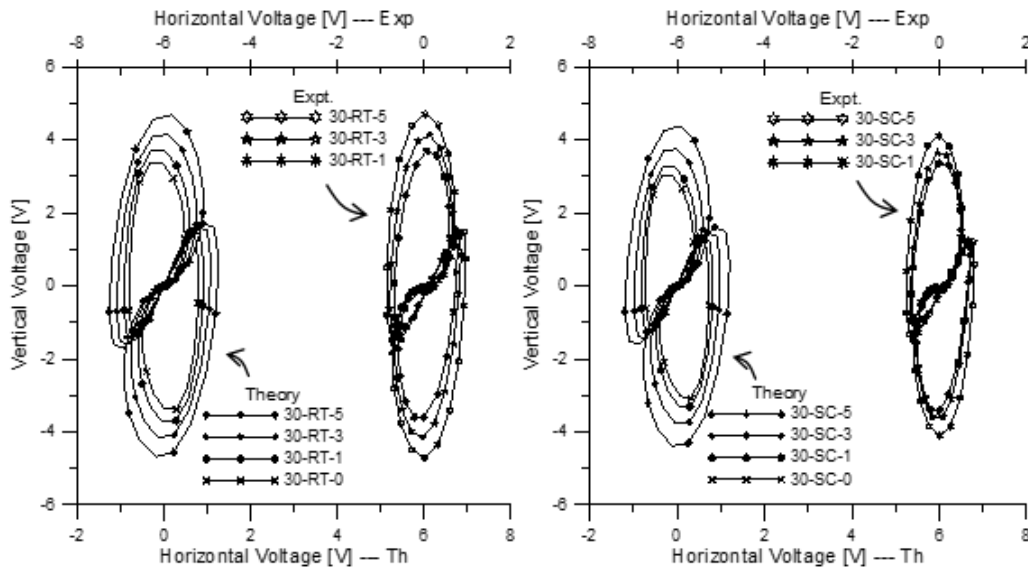 Horizontal Voltage [V] --- Exp
-8 -6 -4 -2 0 2
Vertical Voltage [V]
6
4
2
0
-2
-4
-6
Expt.
30-RT-5
30-RT-3
30-RT-1
Theory
30-RT-5
30-RT-3
30-RT-1
30-RT-0
-2 0 2 4 6 8
Horizontal Voltage [V] --- Th
Horizontal Voltage [V] --- Exp
-8 -6 -4 -2 0 2
Vertical Voltage [V]
6
4
2
0
-2
-4
-6
Expt.
30-SC-5
30-SC-3
30-SC-1
Theory
30-SC-5
30-SC-3
30-SC-1
30-SC-0
-2 0 2 4 6 8
Horizontal Voltage [V] --- Th